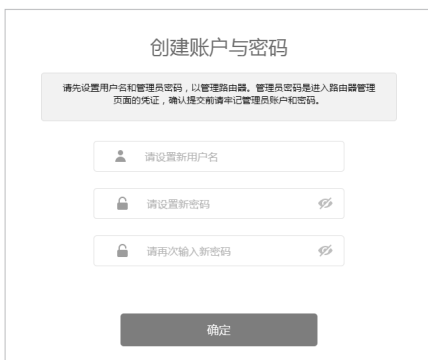 创建账户与密码
请先设置用户名和管理员密码，以管理路由器。管理员密码是进入路由器管理
页面的凭证，确认提交前请牢记管理员账户和密码。
请设置新用户名
请设置新密码
请再次输入新密码
确定